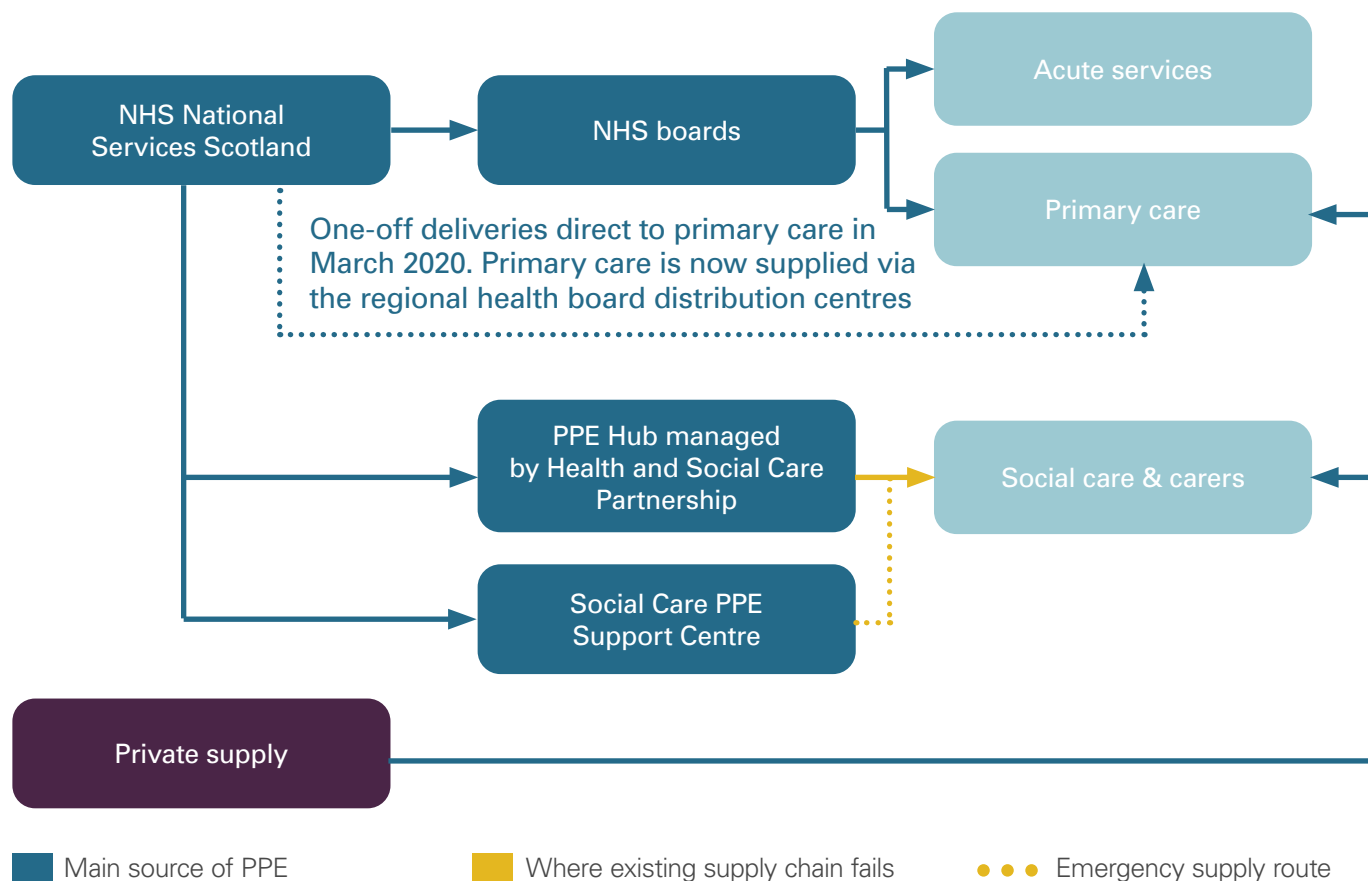 Acute services
NHS National
Services Scotland
NHS boards
Primary care
One-off deliveries direct to primary care in
March 2020. Primary care is now supplied via
the regional health board distribution centres
PPE Hub managed
by Health and Social Care
Partnership
Social care & carers
Social Care PPE
Support Centre
Private supply
Main source of PPE
Where existing supply chain fails
Emergency supply route